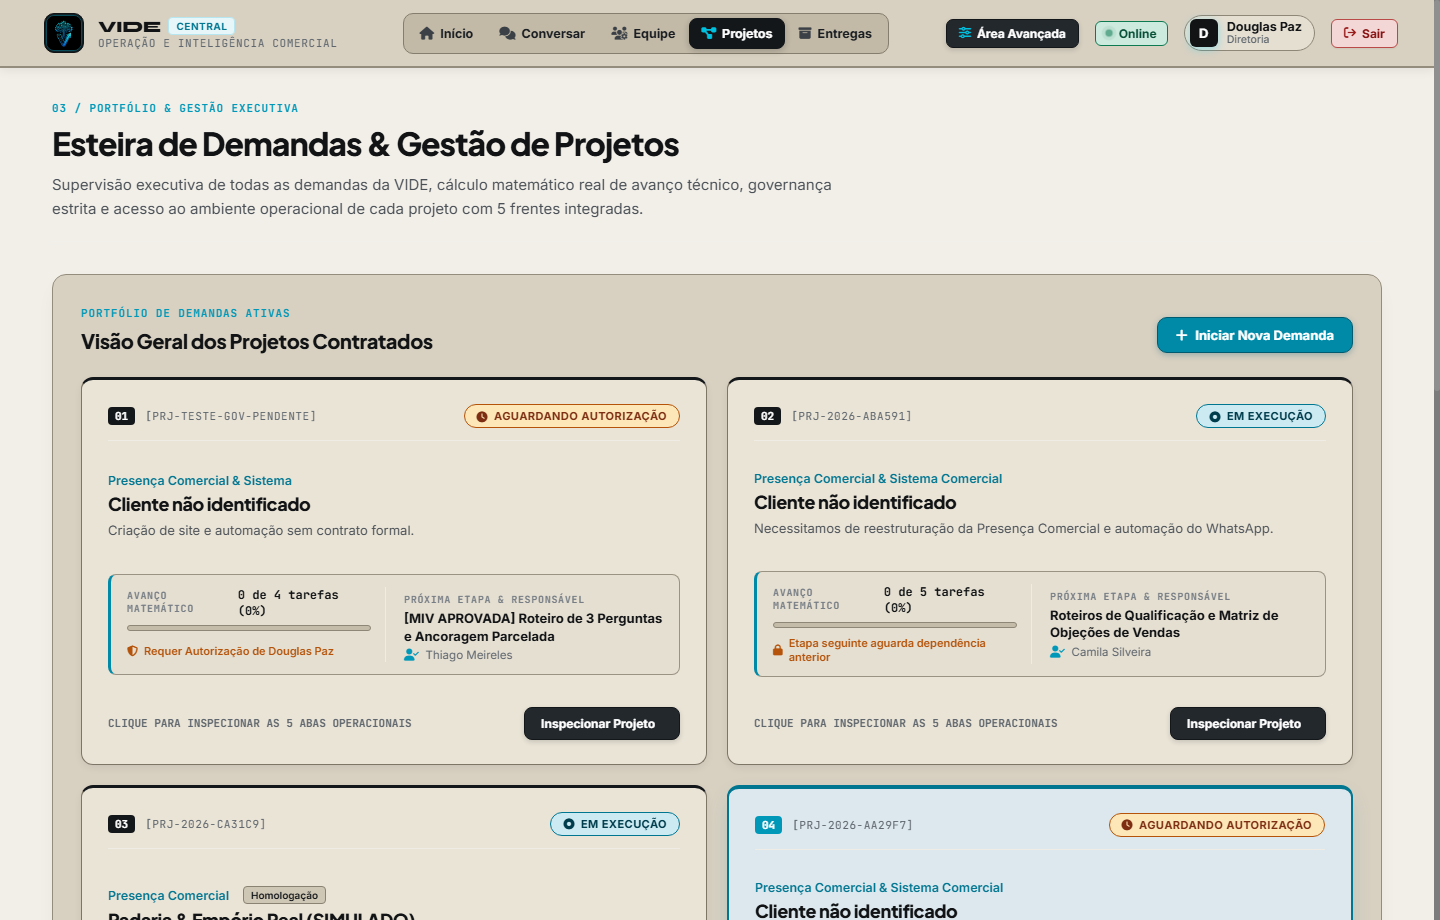 VIDE CENTRAL
OPERAÇÃO E INTELIGÊNCIA COMERCIAL
Início
Conversar
Equipe
Projetos
Entregas
Área Avançada
Online
D
Douglas Paz
Diretoria
Sair
03 / PORTFÓLIO & GESTÃO EXECUTIVA
Esteira de Demandas & Gestão de Projetos
Supervisão executiva de todas as demandas da VIDE, cálculo matemático real de avanço técnico, governança
estrita e acesso ao ambiente operacional de cada projeto com 5 frentes integradas.
PORTFÓLIO DE DEMANDAS ATIVAS
Visão Geral dos Projetos Contratados
Iniciar Nova Demanda
01 [PRJ-TESTE-GOV-PENDENTE]
AGUARDANDO AUTORIZAÇÃO
Presença Comercial & Sistema
Cliente não identificado
Criação de site e automação sem contrato formal.
AVANÇO
MATEMÁTICO
0 de 4 tarefas
(0%)
Requer Autorização de Douglas Paz
PRÓXIMA ETAPA & RESPONSÁVEL
[MIV APROVADA] Roteiro de 3 Perguntas
e Ancoragem Parcelada
Thiago Meireles
CLIQUE PARA INSPECIONAR AS 5 ABAS OPERACIONAIS
Inspecionar Projeto
02 [PRJ-2026-ABA591]
EM EXECUÇÃO
Presença Comercial & Sistema Comercial
Cliente não identificado
Necessitamos de reestruturação da Presença Comercial e automação do WhatsApp.
AVANÇO
MATEMÁTICO
0 de 5 tarefas
(0%)
Etapa seguinte aguarda dependência
anterior
PRÓXIMA ETAPA & RESPONSÁVEL
Roteiros de Qualificação e Matriz de
Objeções de Vendas
Camila Silveira
CLIQUE PARA INSPECIONAR AS 5 ABAS OPERACIONAIS
Inspecionar Projeto
03 [PRJ-2026-CA31C9]
EM EXECUÇÃO
Presença Comercial Homologação
Padaria & Empório Real (SIMULADO)
04 [PRJ-2026-AA29F7]
AGUARDANDO AUTORIZAÇÃO
Presença Comercial & Sistema Comercial
Cliente não identificado